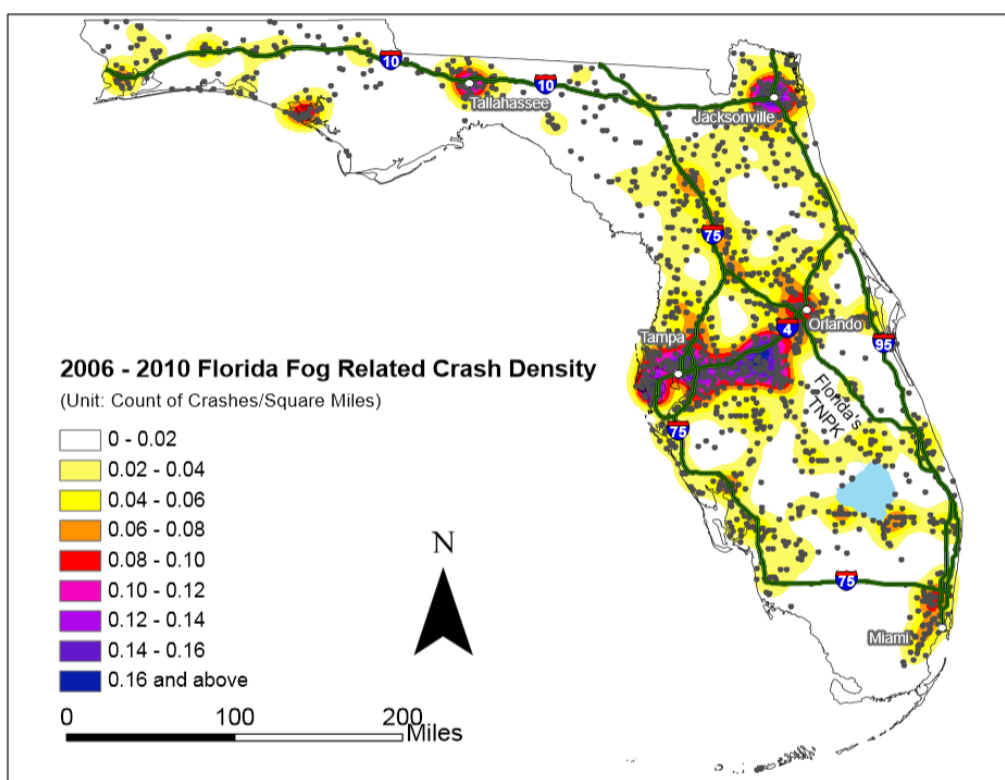 10
10
Tallahassee
Jacksonville
75
4
Orlando
Tampa
95
Florida's
TNPK
75
75
Miami
2006 - 2010 Florida Fog Related Crash Density
(Unit: Count of Crashes/Square Miles)
0 - 0.02
0.02 - 0.04
0.04 - 0.06
0.06 - 0.08
0.08 - 0.10
0.10 - 0.12
0.12 - 0.14
0.14 - 0.16
0.16 and above
N
0 100 200
Miles